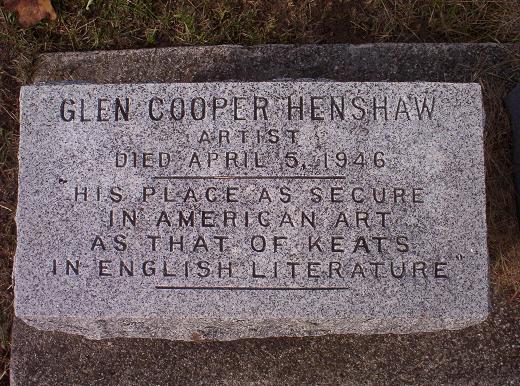 GLEN COOPER HENSHAW
ARTIST
DIED APRIL 5, 1946
"HIS PLACE AS SECURE
IN AMERICAN ART
AS THAT OF KEATS
IN ENGLISH LITERATURE"